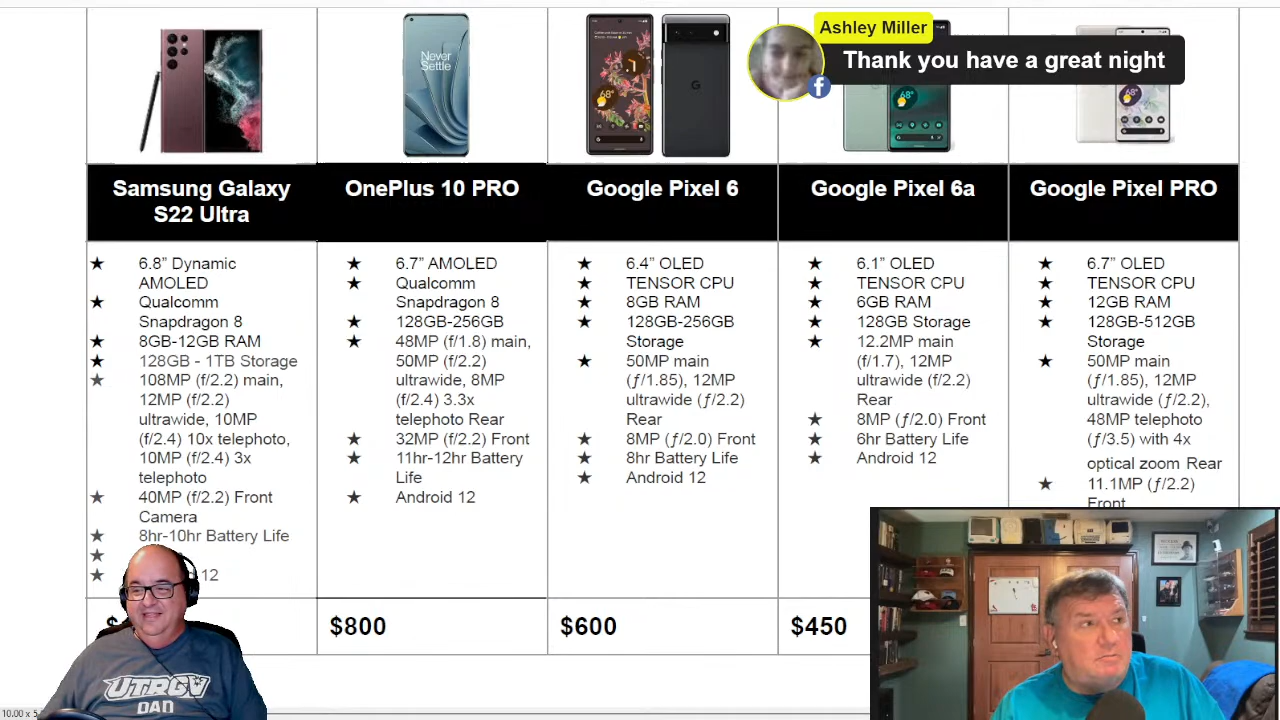 Ashley Miller
Thank you have a great night
Never
Settle
68°
68°
68°
G
Samsung Galaxy
S22 Ultra
★ 6.8” Dynamic
AMOLED
★ Qualcomm
Snapdragon 8
★ 8GB-12GB RAM
★ 128GB - 1TB Storage
★ 108MP (f/2.2) main,
12MP (f/2.2)
ultrawide, 10MP
(f/2.4) 10x telephoto,
10MP (f/2.4) 3x
telephoto
★ 40MP (f/2.2) Front
Camera
★ 8hr-10hr Battery Life
★
★ 12
OnePlus 10 PRO
★ 6.7” AMOLED
★ Qualcomm
Snapdragon 8
★ 128GB-256GB
★ 48MP (f/1.8) main,
50MP (f/2.2)
ultrawide, 8MP
(f/2.4) 3.3x
telephoto Rear
★ 32MP (f/2.2) Front
★ 11hr-12hr Battery
Life
★ Android 12
$800
Google Pixel 6
★ 6.4” OLED
★ TENSOR CPU
★ 8GB RAM
★ 128GB-256GB
Storage
★ 50MP main
(ƒ/1.85), 12MP
ultrawide (ƒ/2.2)
Rear
★ 8MP (ƒ/2.0) Front
★ 8hr Battery Life
★ Android 12
$600
Google Pixel 6a
★ 6.1” OLED
★ TENSOR CPU
★ 6GB RAM
★ 128GB Storage
★ 12.2MP main
(f/1.7), 12MP
ultrawide (f/2.2)
Rear
★ 8MP (ƒ/2.0) Front
★ 6hr Battery Life
★ Android 12
$450
Google Pixel PRO
★ 6.7” OLED
★ TENSOR CPU
★ 12GB RAM
★ 128GB-512GB
Storage
★ 50MP main
(ƒ/1.85), 12MP
ultrawide (ƒ/2.2),
48MP telephoto
(ƒ/3.5) with 4x
optical zoom Rear
★ 11.1MP (ƒ/2.2)
Front
UTRGV
DAD